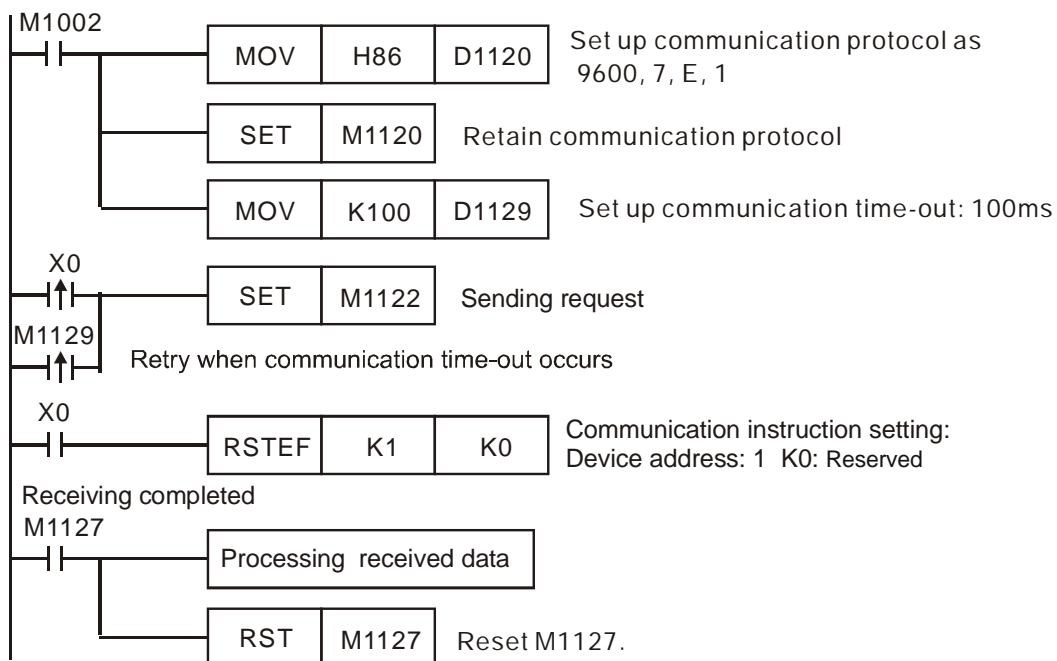 M1002
MOV H86 D1120 Set up communication protocol as
9600, 7, E, 1
SET M1120 Retain communication protocol
MOV K100 D1129 Set up communication time-out: 100ms
X0
SET M1122 Sending request
M1129
Retry when communication time-out occurs
X0
RSTEF K1 K0 Communication instruction setting:
Device address: 1 K0: Reserved
Receiving completed
M1127
Processing received data
RST M1127 Reset M1127.